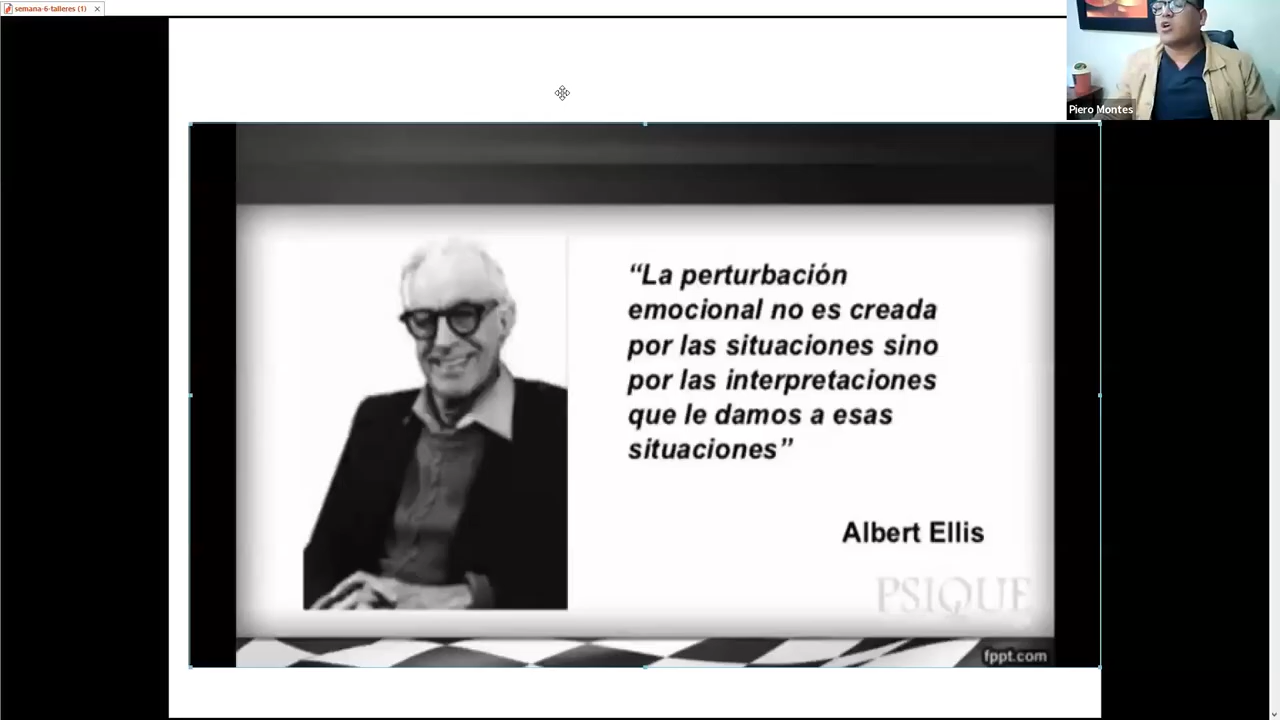 semana-6-talleres (1)
Piero Montes
“La perturbación
emocional no es creada
por las situaciones sino
por las interpretaciones
que le damos a esas
situaciones”
Albert Ellis
PSIQUE
fppt.com